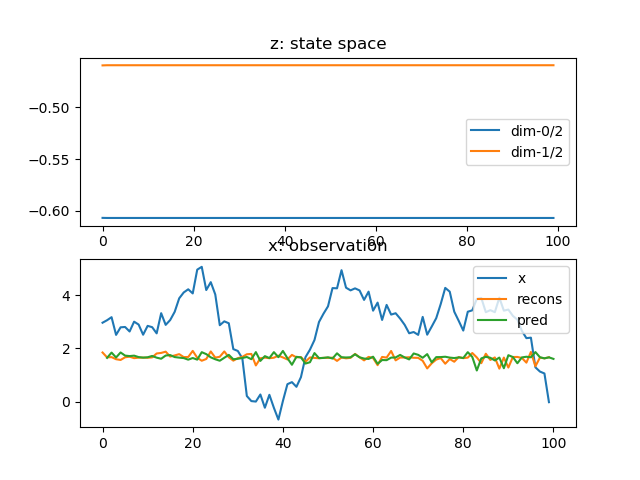 z: state space
−0.50
−0.55
−0.60
dim-0/2
dim-1/2
0 20 40 60 80 100
x: observation
4
2
0
x
recons
pred
0 20 40 60 80 100